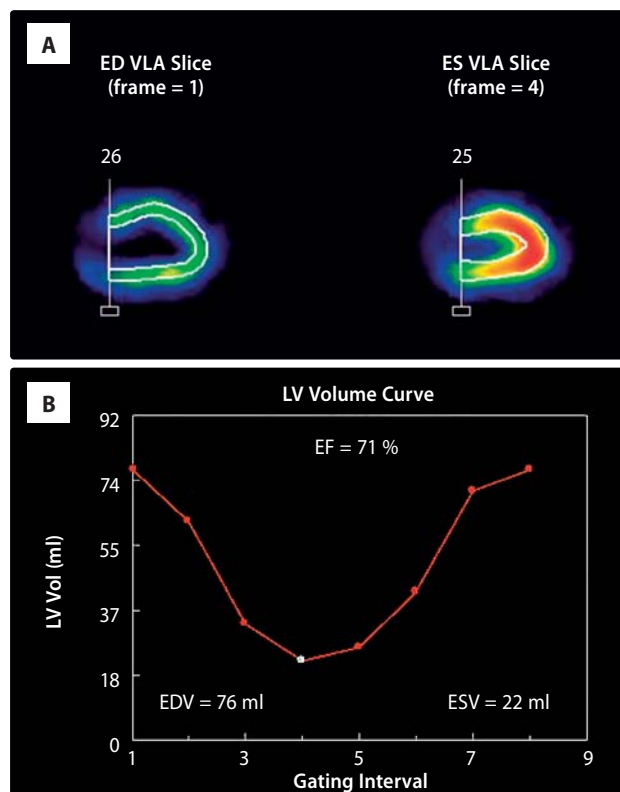 A
ED VLA Slice
(frame = 1)
ES VLA Slice
(frame = 4)
26
25
B
LV Volume Curve
EF = 71 %
92
74
55
37
18
0
LV Vol (ml)
EDV = 76 ml
ESV = 22 ml
1 3 5 7 9
Gating Interval